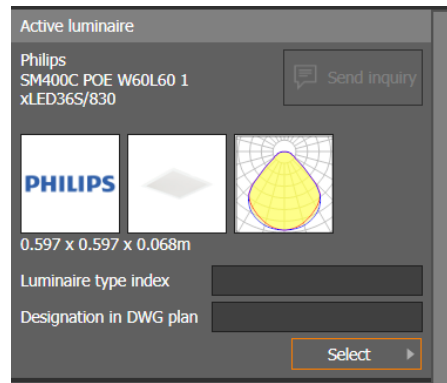 Active luminaire
Philips
SM400C POE W60L60 1
xLED36S/830
Send inquiry
PHILIPS
0.597 x 0.597 x 0.068m
Luminaire type index
Designation in DWG plan
Select